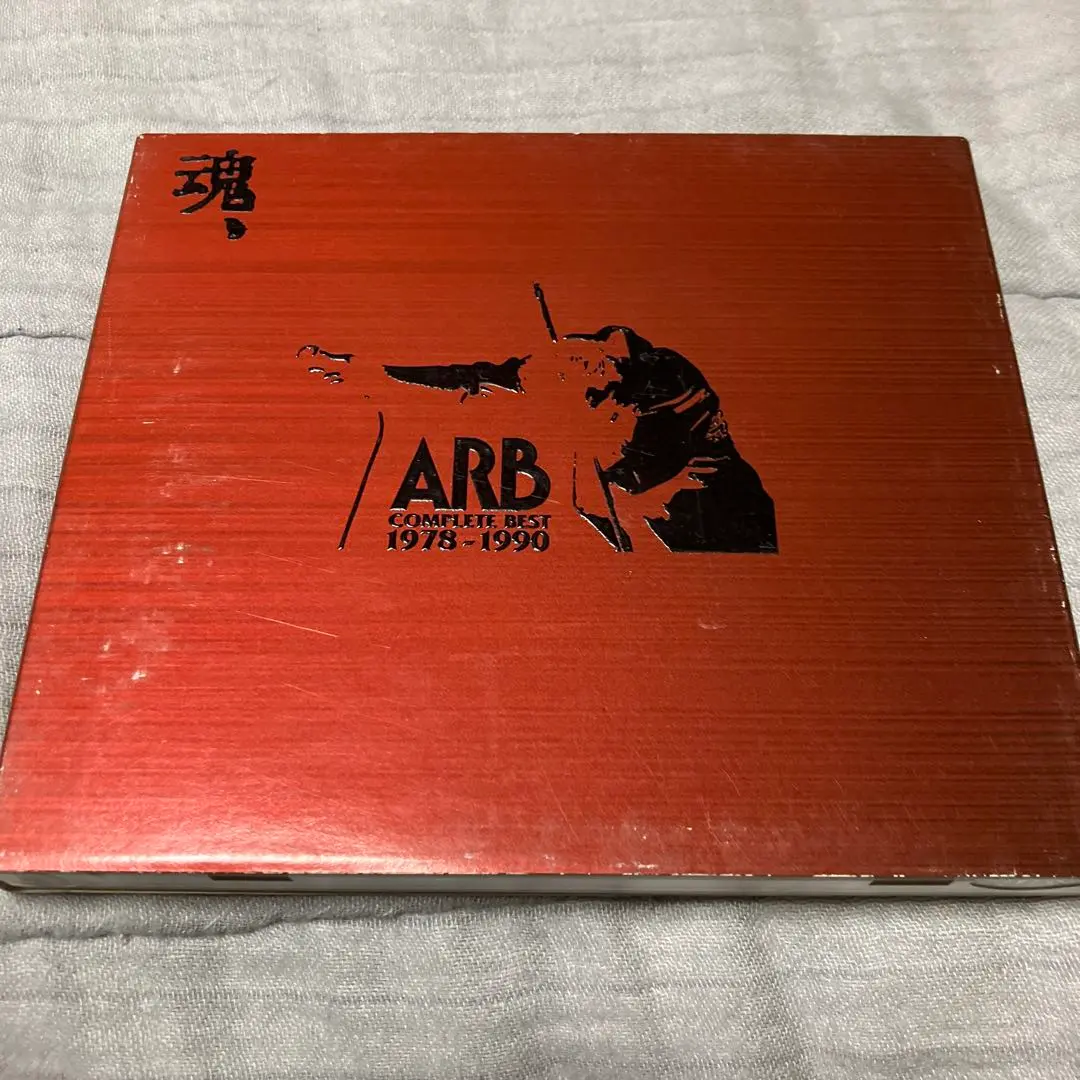 魂、
ARB
COMPLETE BEST
1978-1990